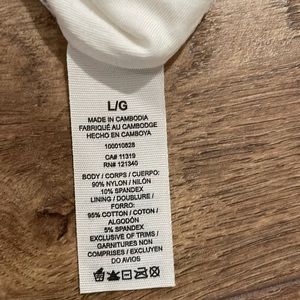 L/G
MADE IN CAMBODIA
FABRIQUÉ AU CAMBODGE
HECHO EN CAMBOYA
100010828
CA# 11319
RN# 121340
BODY / CORPS / CUERPO:
90% NYLON / NILÓN
10% SPANDEX
LINING / DOUBLURE /
FORRO:
95% COTTON / COTON /
ALGODÓN
5% SPANDEX
EXCLUSIVE OF TRIMS /
GARNITURES NON
COMPRISES / EXCLUYEN
DO AVIOS